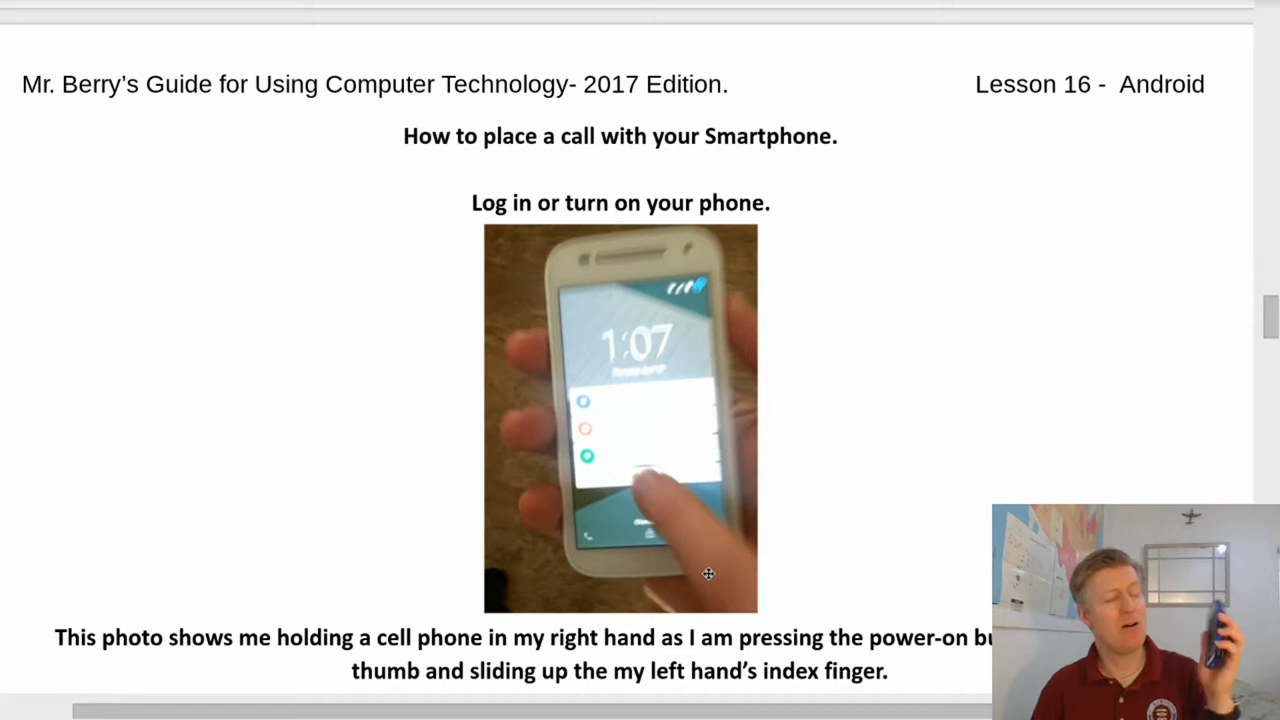 Mr. Berry's Guide for Using Computer Technology- 2017 Edition.
Lesson 16 -  Android
How to place a call with your Smartphone.
Log in or turn on your phone.
1:07
This photo shows me holding a cell phone in my right hand as I am pressing the power-on
thumb and sliding up the my left hand's index finger.